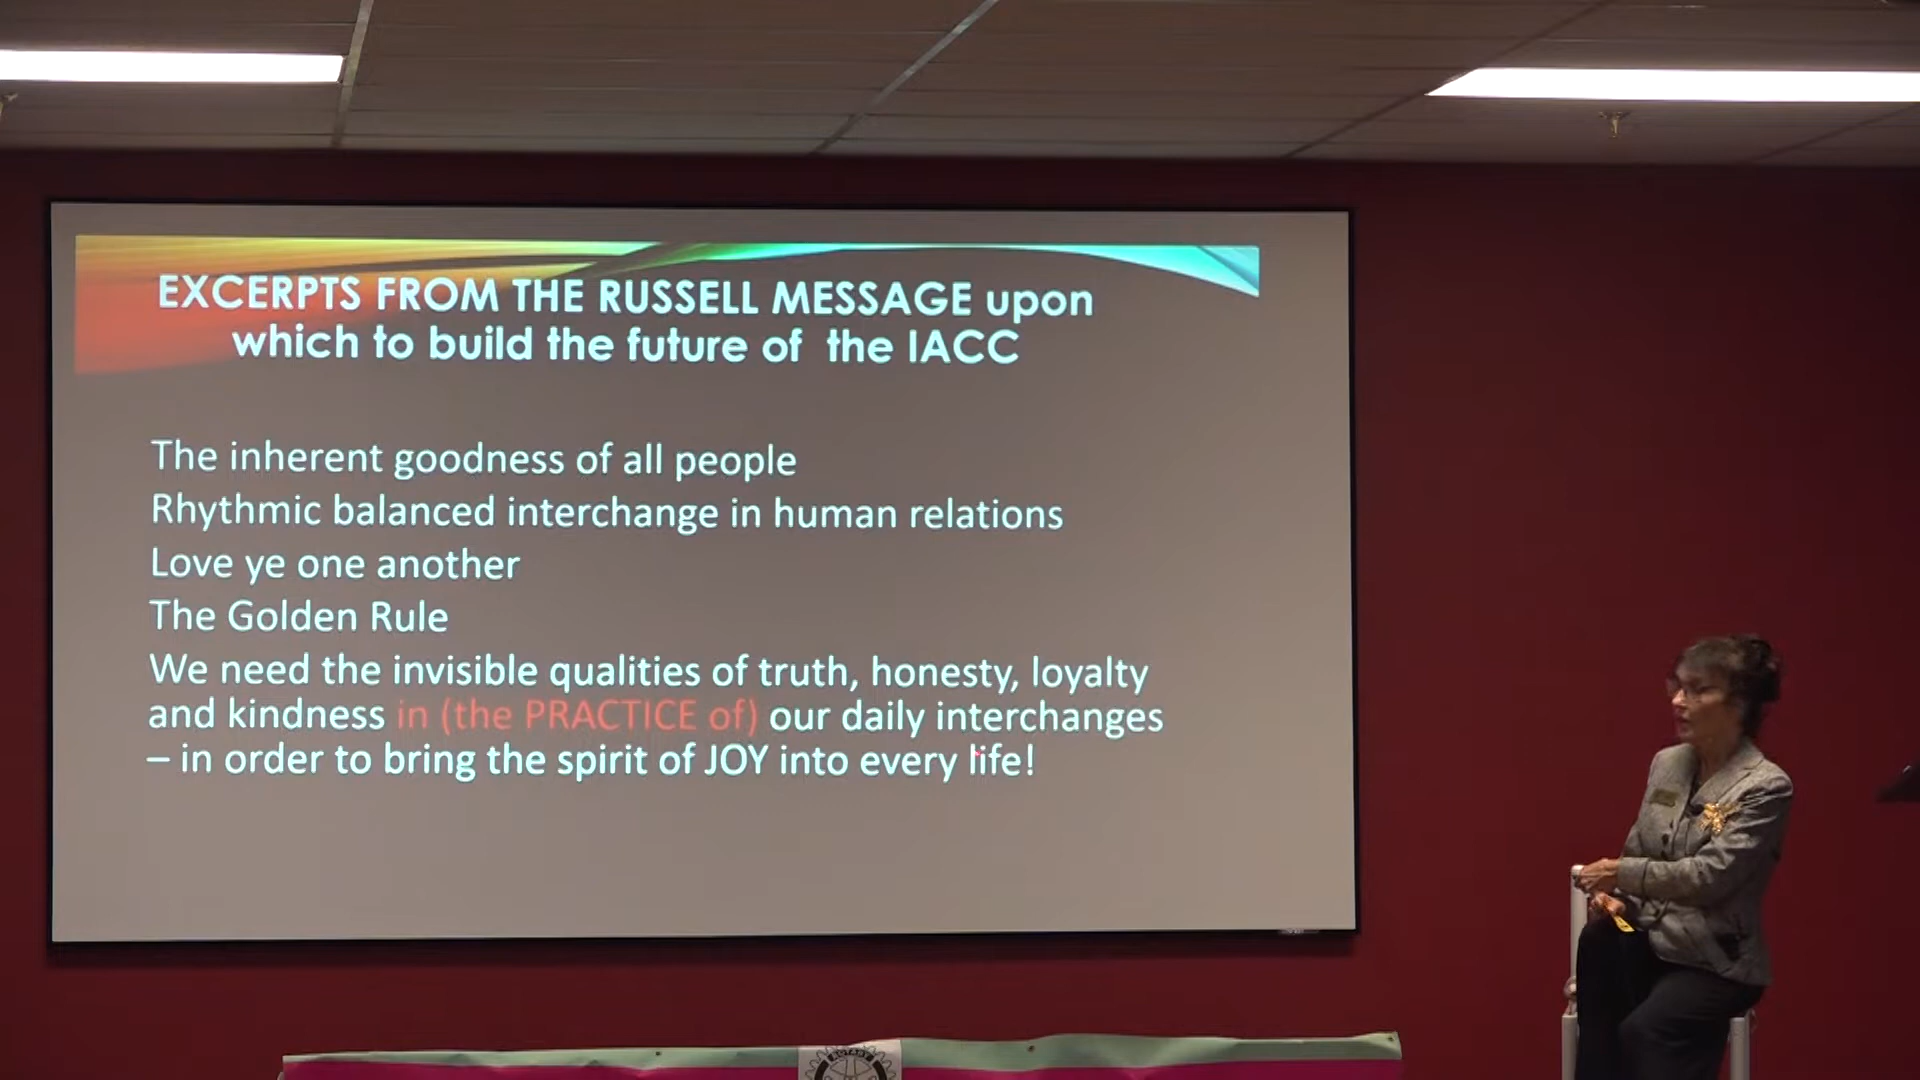 EXCERPTS FROM THE RUSSELL MESSAGE upon
which to build the future of the IACC
The inherent goodness of all people
Rhythmic balanced interchange in human relations
Love ye one another
The Golden Rule
We need the invisible qualities of truth, honesty, loyalty
and kindness in (the PRACTICE of) our daily interchanges
– in order to bring the spirit of JOY into every life!
ROTARY